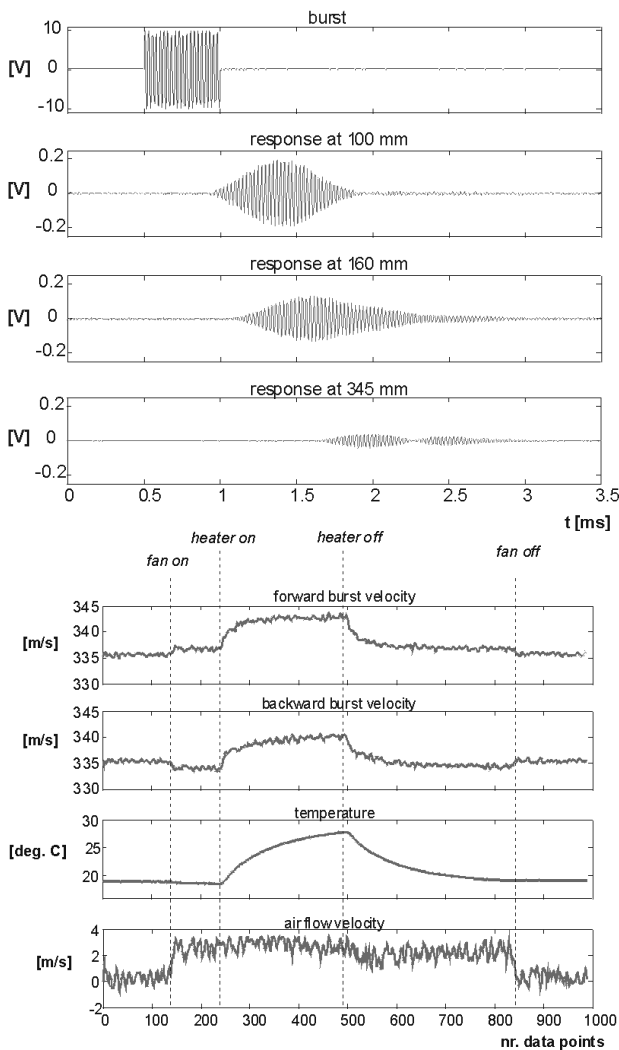 burst
10
[V] 0
-10
response at 100 mm
0.2
[V] 0
-0.2
response at 160 mm
0.2
[V] 0
-0.2
response at 345 mm
0.2
[V] 0
-0.2
0 0.5 1 1.5 2 2.5 3 3.5
t [ms]
fan on heater on heater off fan off
forward burst velocity
345
340
[m/s] 335
330
backward burst velocity
345
340
[m/s] 335
330
temperature
30
[deg. C] 25
20
air flow velocity
4
[m/s] 2
0
-2
0 100 200 300 400 500 600 700 800 900 1000
nr. data points